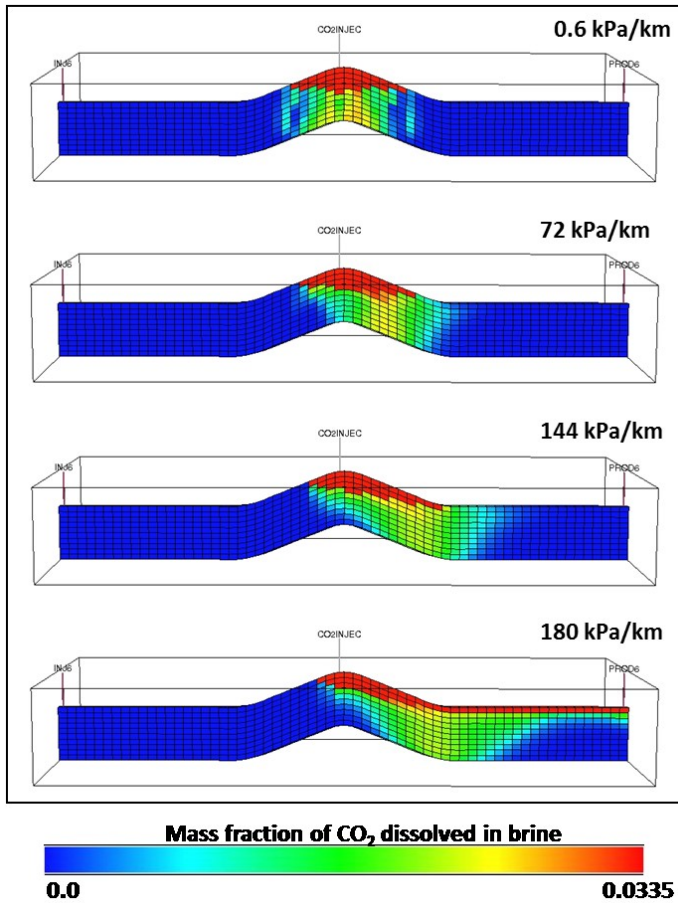 0.6 kPa/km
CO2INJEC
INJ6
PROD6
72 kPa/km
CO2INJEC
INJ6
PROD6
144 kPa/km
CO2INJEC
INJ6
PROD6
180 kPa/km
CO2INJEC
INJ6
PROD6
Mass fraction of CO₂ dissolved in brine
0.0 0.0335